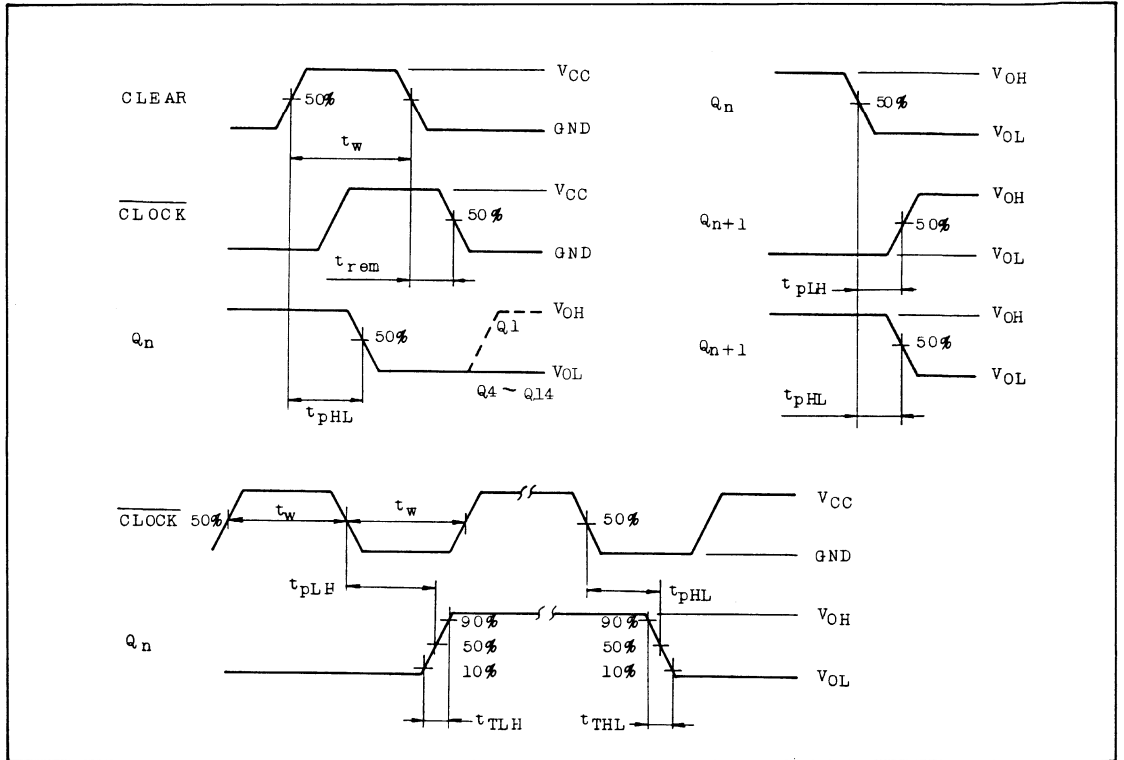 CLEAR
50%
VCC
GND
tw
CLOCK
50%
VCC
GND
trem
Qn
50%
Q1
VOH
VOL
Q4 ~ Q14
tpHL
Qn
50%
VOH
VOL
Qn+1
50%
VOH
VOL
tpLH
Qn+1
50%
VOH
VOL
tpHL
CLOCK 50%
tw
tw
50%
VCC
GND
tpLH
tpHL
Qn
90%
50%
10%
90%
50%
10%
VOH
VOL
tTLH
tTHL